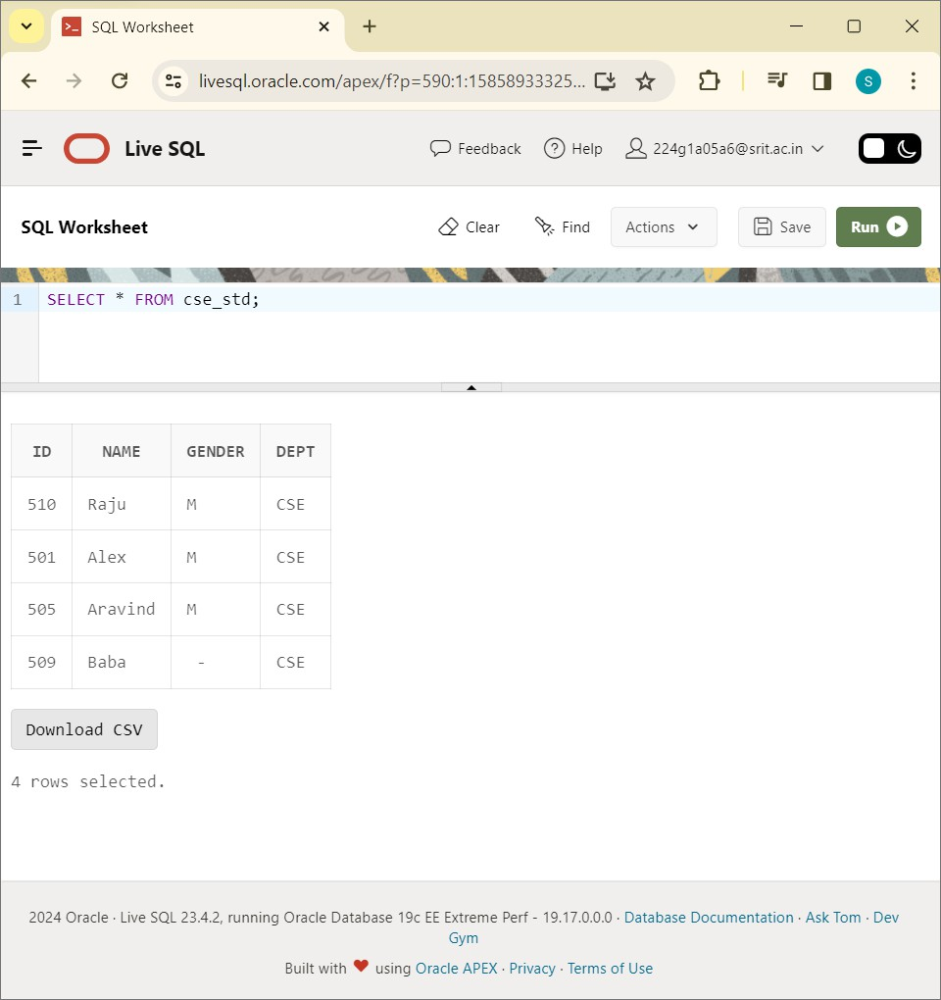 SQL Worksheet
livesql.oracle.com/apex/f?p=590:1:15858933325...
S
Live SQL
Feedback
Help
224g1a05a6@srit.ac.in
SQL Worksheet
Clear
Find
Actions
Save
Run
1 SELECT * FROM cse_std;
ID NAME GENDER DEPT
510 Raju M CSE
501 Alex M CSE
505 Aravind M CSE
509 Baba - CSE
Download CSV
4 rows selected.
2024 Oracle · Live SQL 23.4.2, running Oracle Database 19c EE Extreme Perf - 19.17.0.0.0 · Database Documentation · Ask Tom · Dev
Gym
Built with ❤ using Oracle APEX · Privacy · Terms of Use